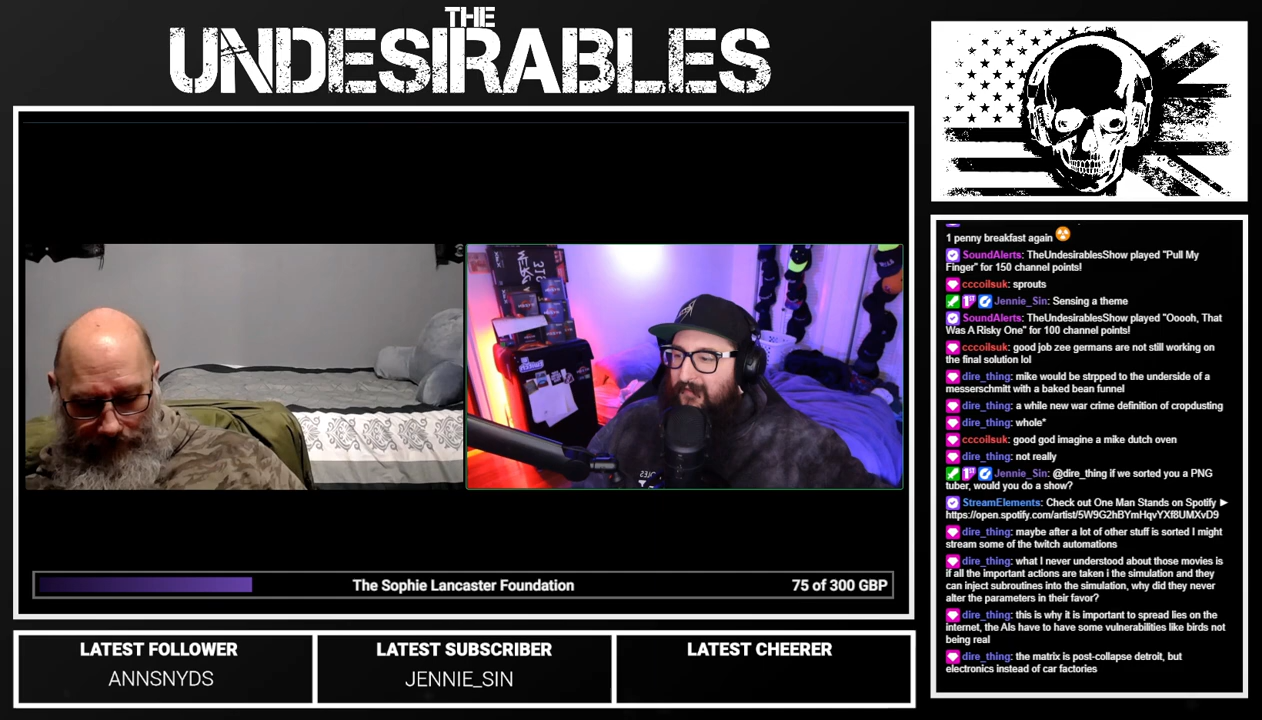 THE
UNDESIRABLES
1 penny breakfast again
SoundAlerts: TheUndesirablesShow played "Pull My
Finger" for 150 channel points!
cccoilsuk: sprouts
Jennie_Sin: Sensing a theme
SoundAlerts: TheUndesirablesShow played "Ooooh, That
Was A Risky One" for 100 channel points!
cccoilsuk: good job zee germans are not still working on
the final solution lol
dire_thing: mike would be strpped to the underside of a
messerschmitt with a baked bean funnel
dire_thing: a while new war crime definition of cropdusting
dire_thing: whole*
cccoilsuk: good god imagine a mike dutch oven
dire_thing: not really
Jennie_Sin: @dire_thing if we sorted you a PNG
tuber, would you do a show?
StreamElements: Check out One Man Stands on Spotify ►
https://open.spotify.com/artist/5W9G2hBYmHqvYXf8UMXvD9
dire_thing: maybe after a lot of other stuff is sorted I might
stream some of the twitch automations
dire_thing: what I never understood about those movies is
if all the important actions are taken i the simulation and they
can inject subroutines into the simulation, why did they never
alter the parameters in their favor?
dire_thing: this is why it is important to spread lies on the
internet, the AIs have to have some vulnerabilities like birds not
being real
dire_thing: the matrix is post-collapse detroit, but
electronics instead of car factories
The Sophie Lancaster Foundation 75 of 300 GBP
LATEST FOLLOWER
ANNSNYDS
LATEST SUBSCRIBER
JENNIE_SIN
LATEST CHEERER